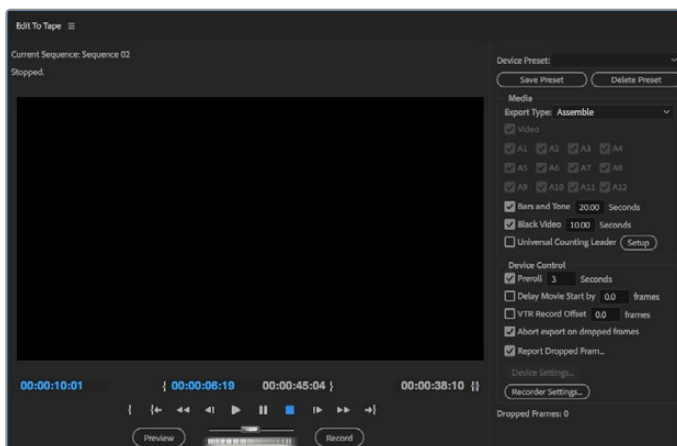 Edit To Tape
Current Sequence: Sequence 02
Stopped.
00:00:10:01
{ 00:00:06:19
00:00:45:04 }
00:00:38:10 {}
Preview
Record
Device Preset:
Save Preset
Delete Preset
Media
Export Type: Assemble
Video
A1 A2 A3 A4
A5 A6 A7 A8
A9 A10 A11 A12
Bars and Tone 20.00 Seconds
Black Video 10.00 Seconds
Universal Counting Leader Setup
Device Control
Preroll 3 Seconds
Delay Movie Start by 0.0 frames
VTR Record Offset 0.0 frames
Abort export on dropped frames
Report Dropped Fram...
Device Settings...
Recorder Settings...
Dropped Frames: 0